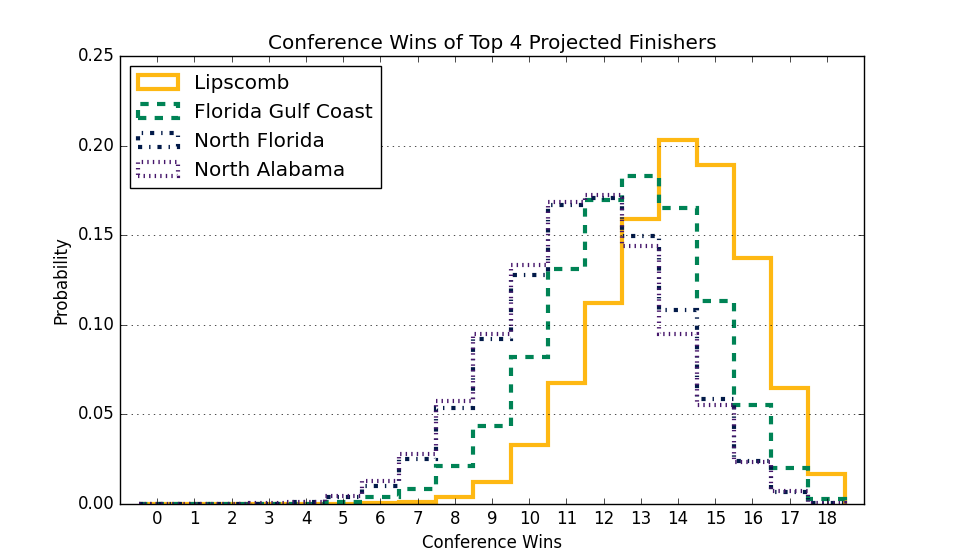 Conference Wins of Top 4 Projected Finishers
0.25
0.20
0.15
0.10
0.05
0.00
Probability
Lipscomb
Florida Gulf Coast
North Florida
North Alabama
0 1 2 3 4 5 6 7 8 9 10 11 12 13 14 15 16 17 18
Conference Wins